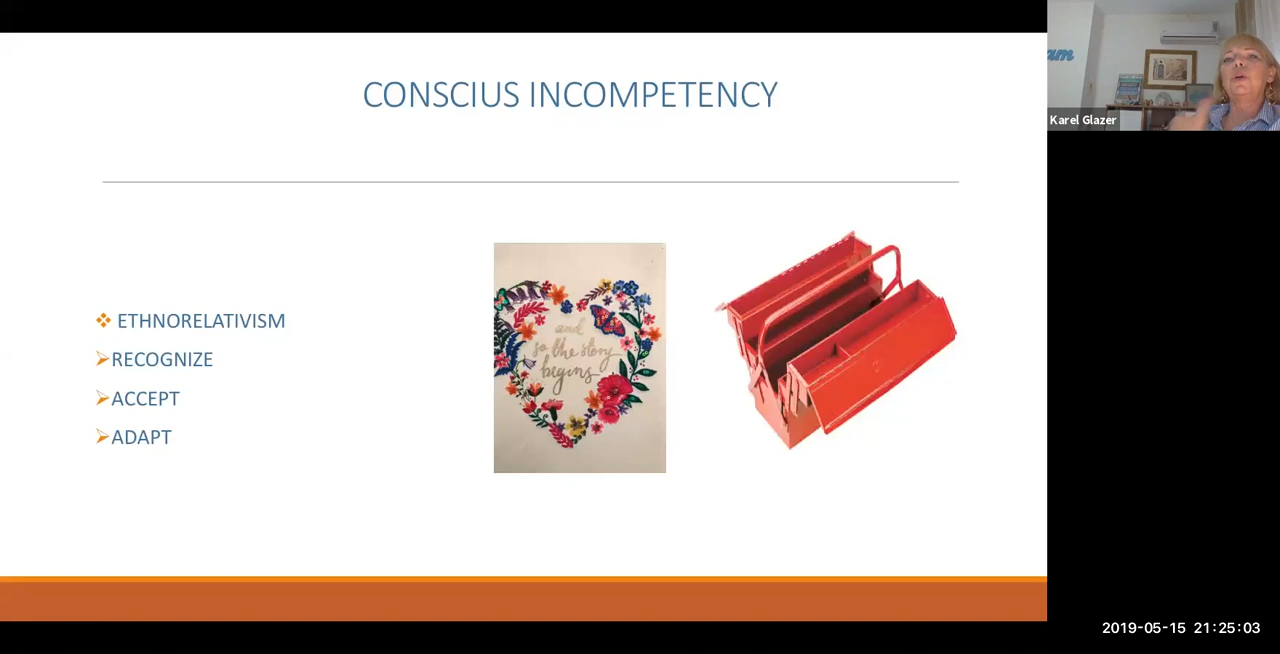 CONSCIUS INCOMPETENCY
am
Karel Glazer
ETHNORELATIVISM
RECOGNIZE
ACCEPT
ADAPT
and
so the story
begins
2019-05-15 21:25:03